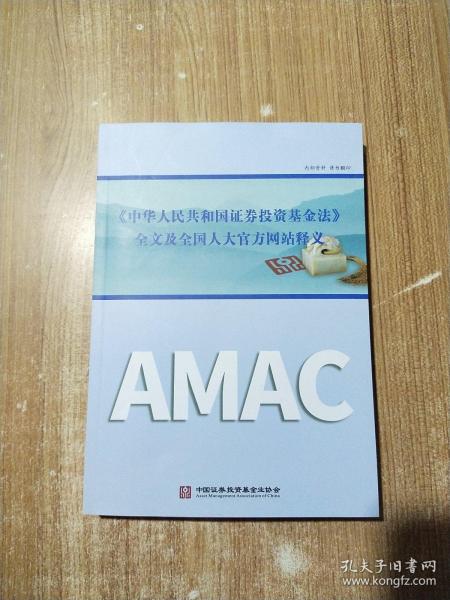 内部资料 请勿翻印
《中华人民共和国证券投资基金法》
全文及全国人大官方网站释义
AMAC
中国证券投资基金业协会
Asset Management Association of China
孔夫子旧书网
www.kongfz.com